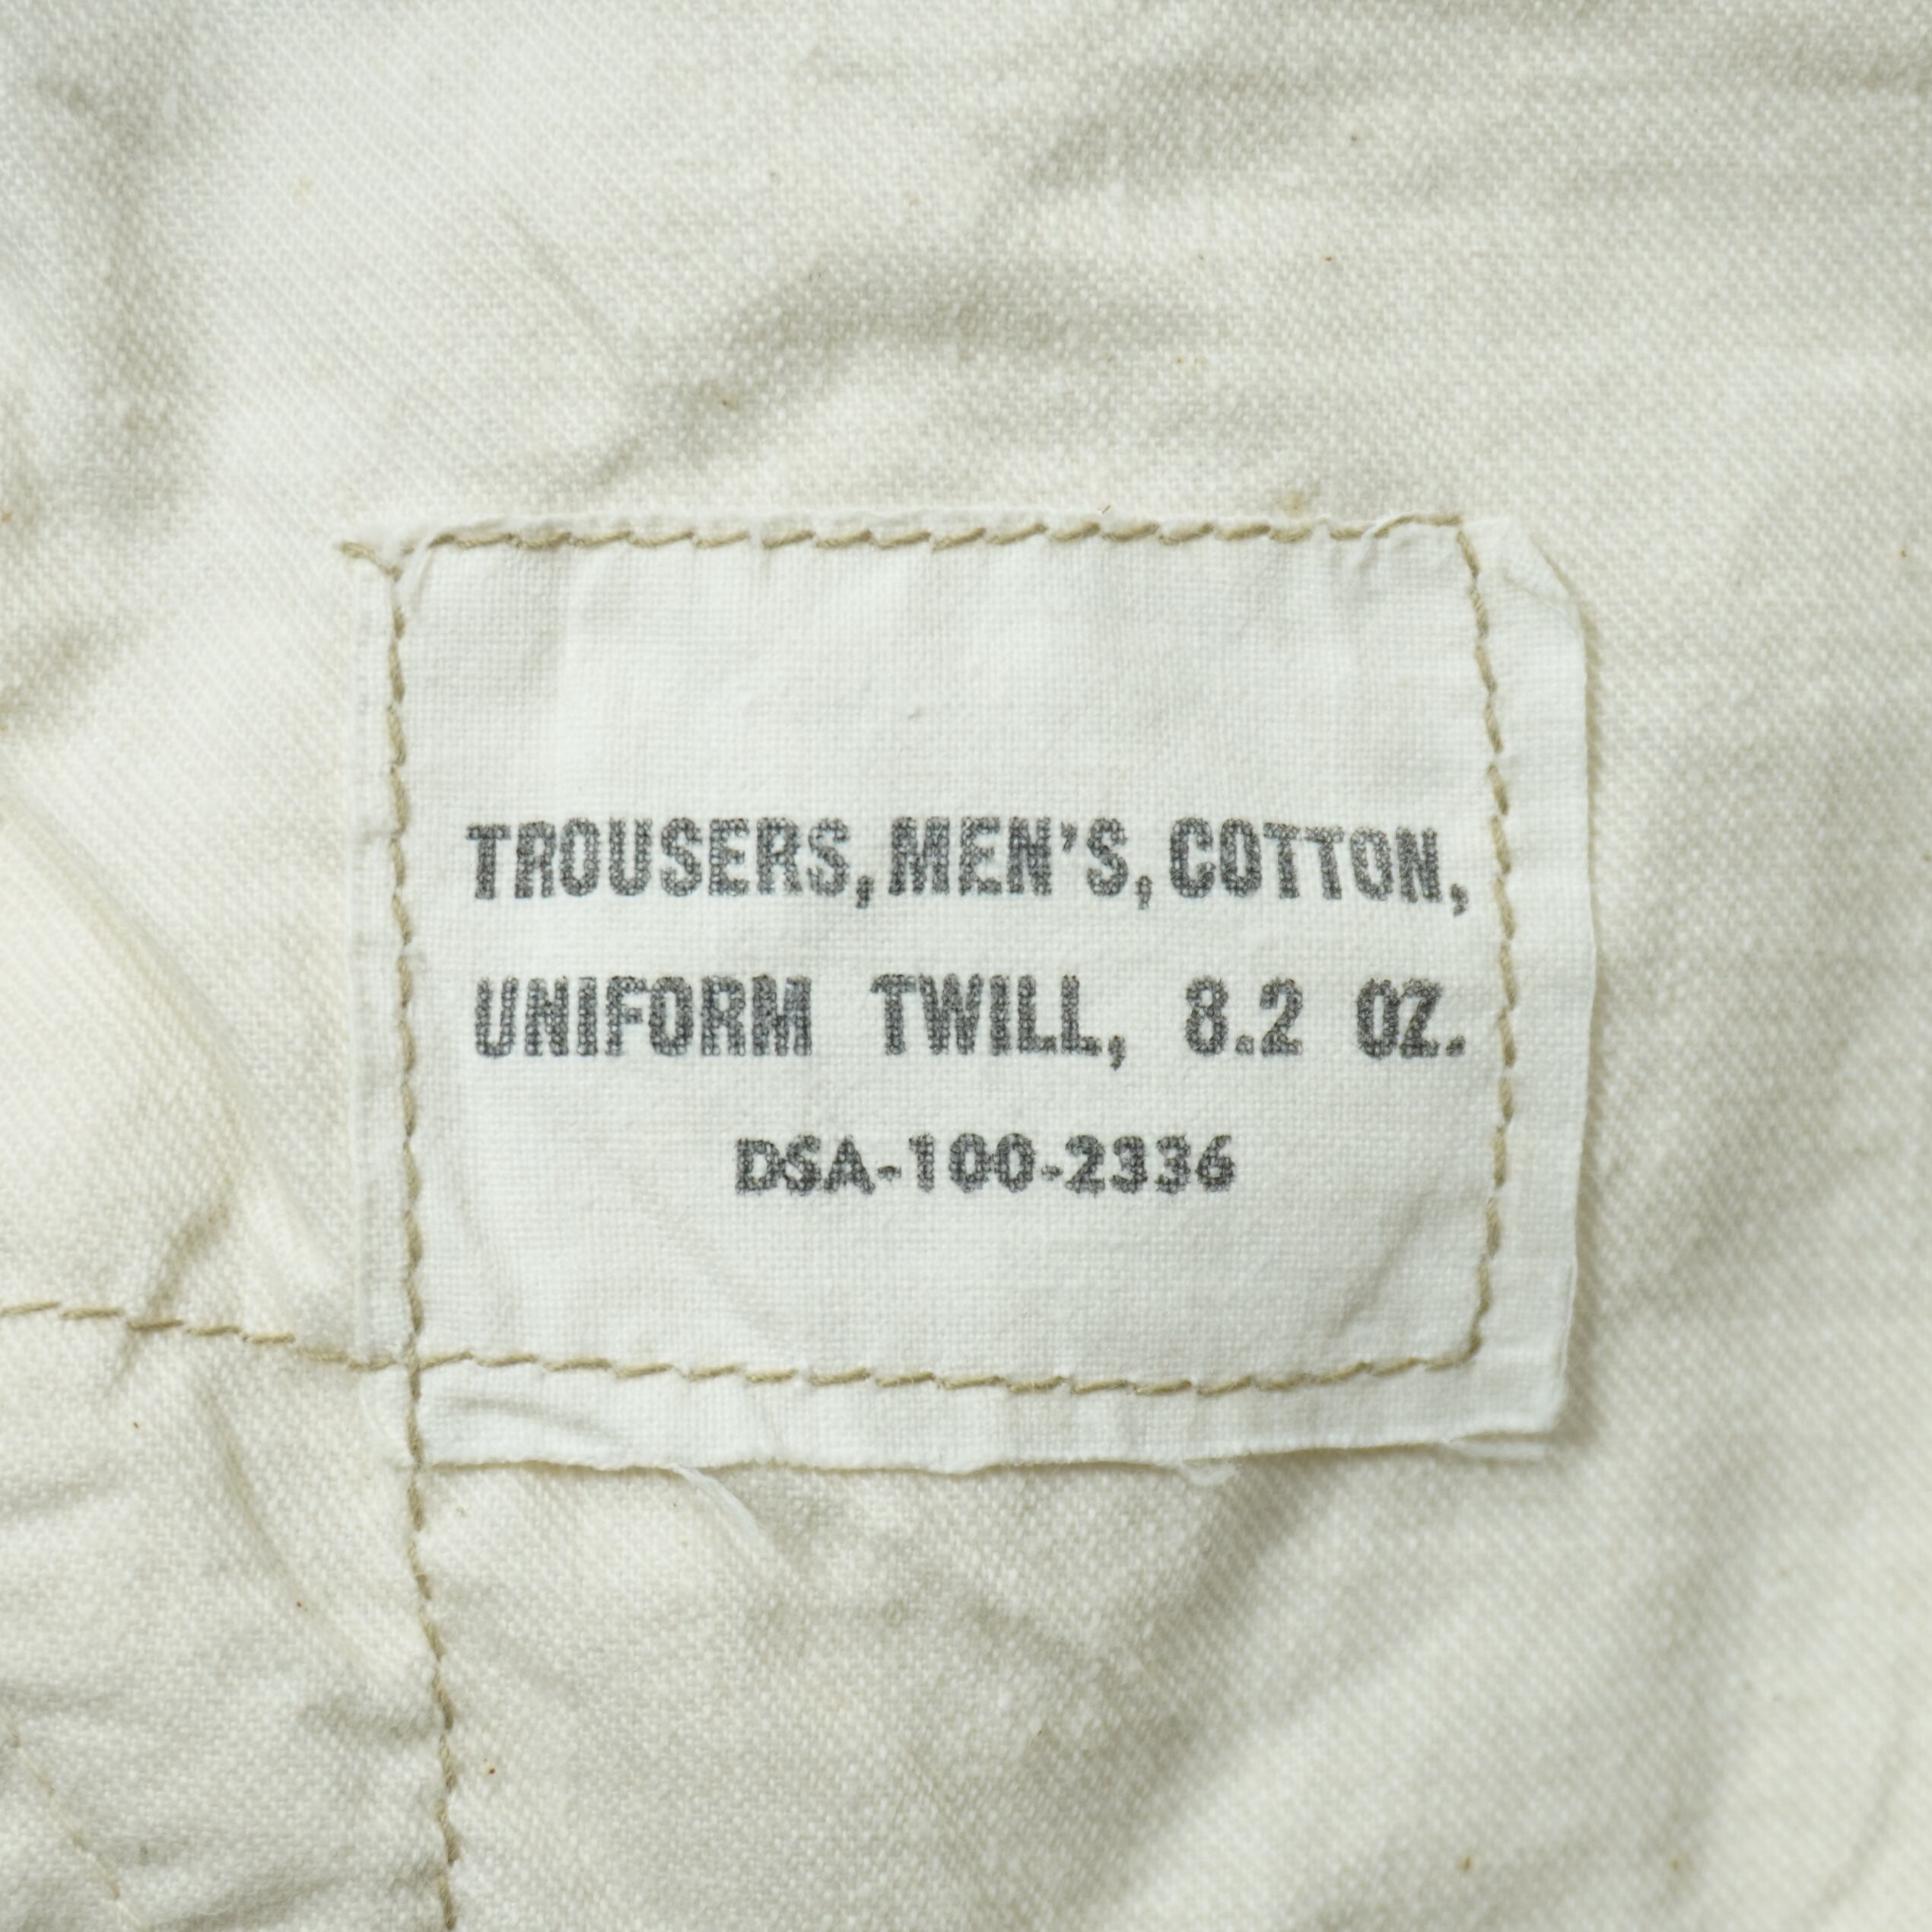 TROUSERS, MEN'S, COTTON,
UNIFORM TWILL, 8.2 OZ.
DSA-100-2336